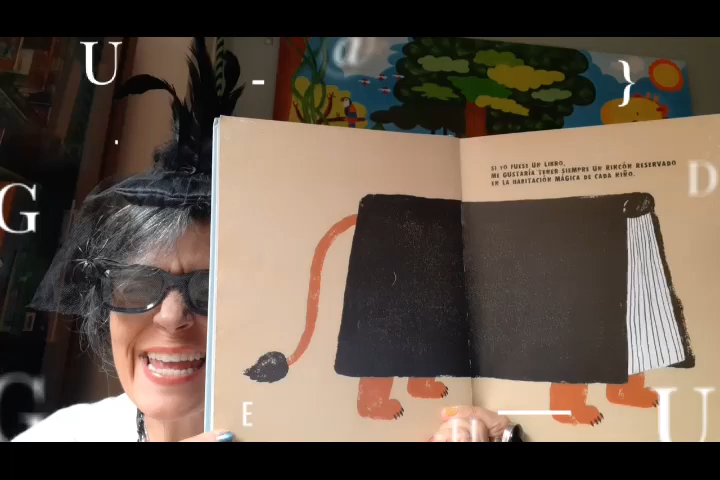 U
-
a
}
.
SI YO FUESE UN LIBRO,
ME GUSTARÍA TENER SIEMPRE UN RINCÓN RESERVADO
EN LA HABITACIÓN MÁGICA DE CADA NIÑO.
D
G
G
E
U
U